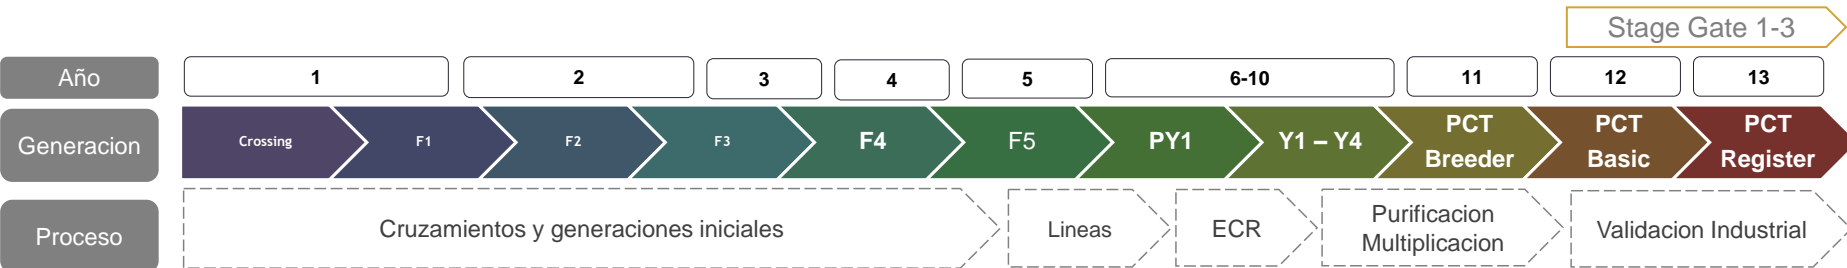 Stage Gate 1-3
Año
1
2
3
4
5
6-10
11
12
13
Generacion
Crossing
F1
F2
F3
F4
F5
PY1
Y1 – Y4
PCT
Breeder
PCT
Basic
PCT
Register
Proceso
Cruzamientos y generaciones iniciales
Lineas
ECR
Purificacion
Multiplicacion
Validacion Industrial